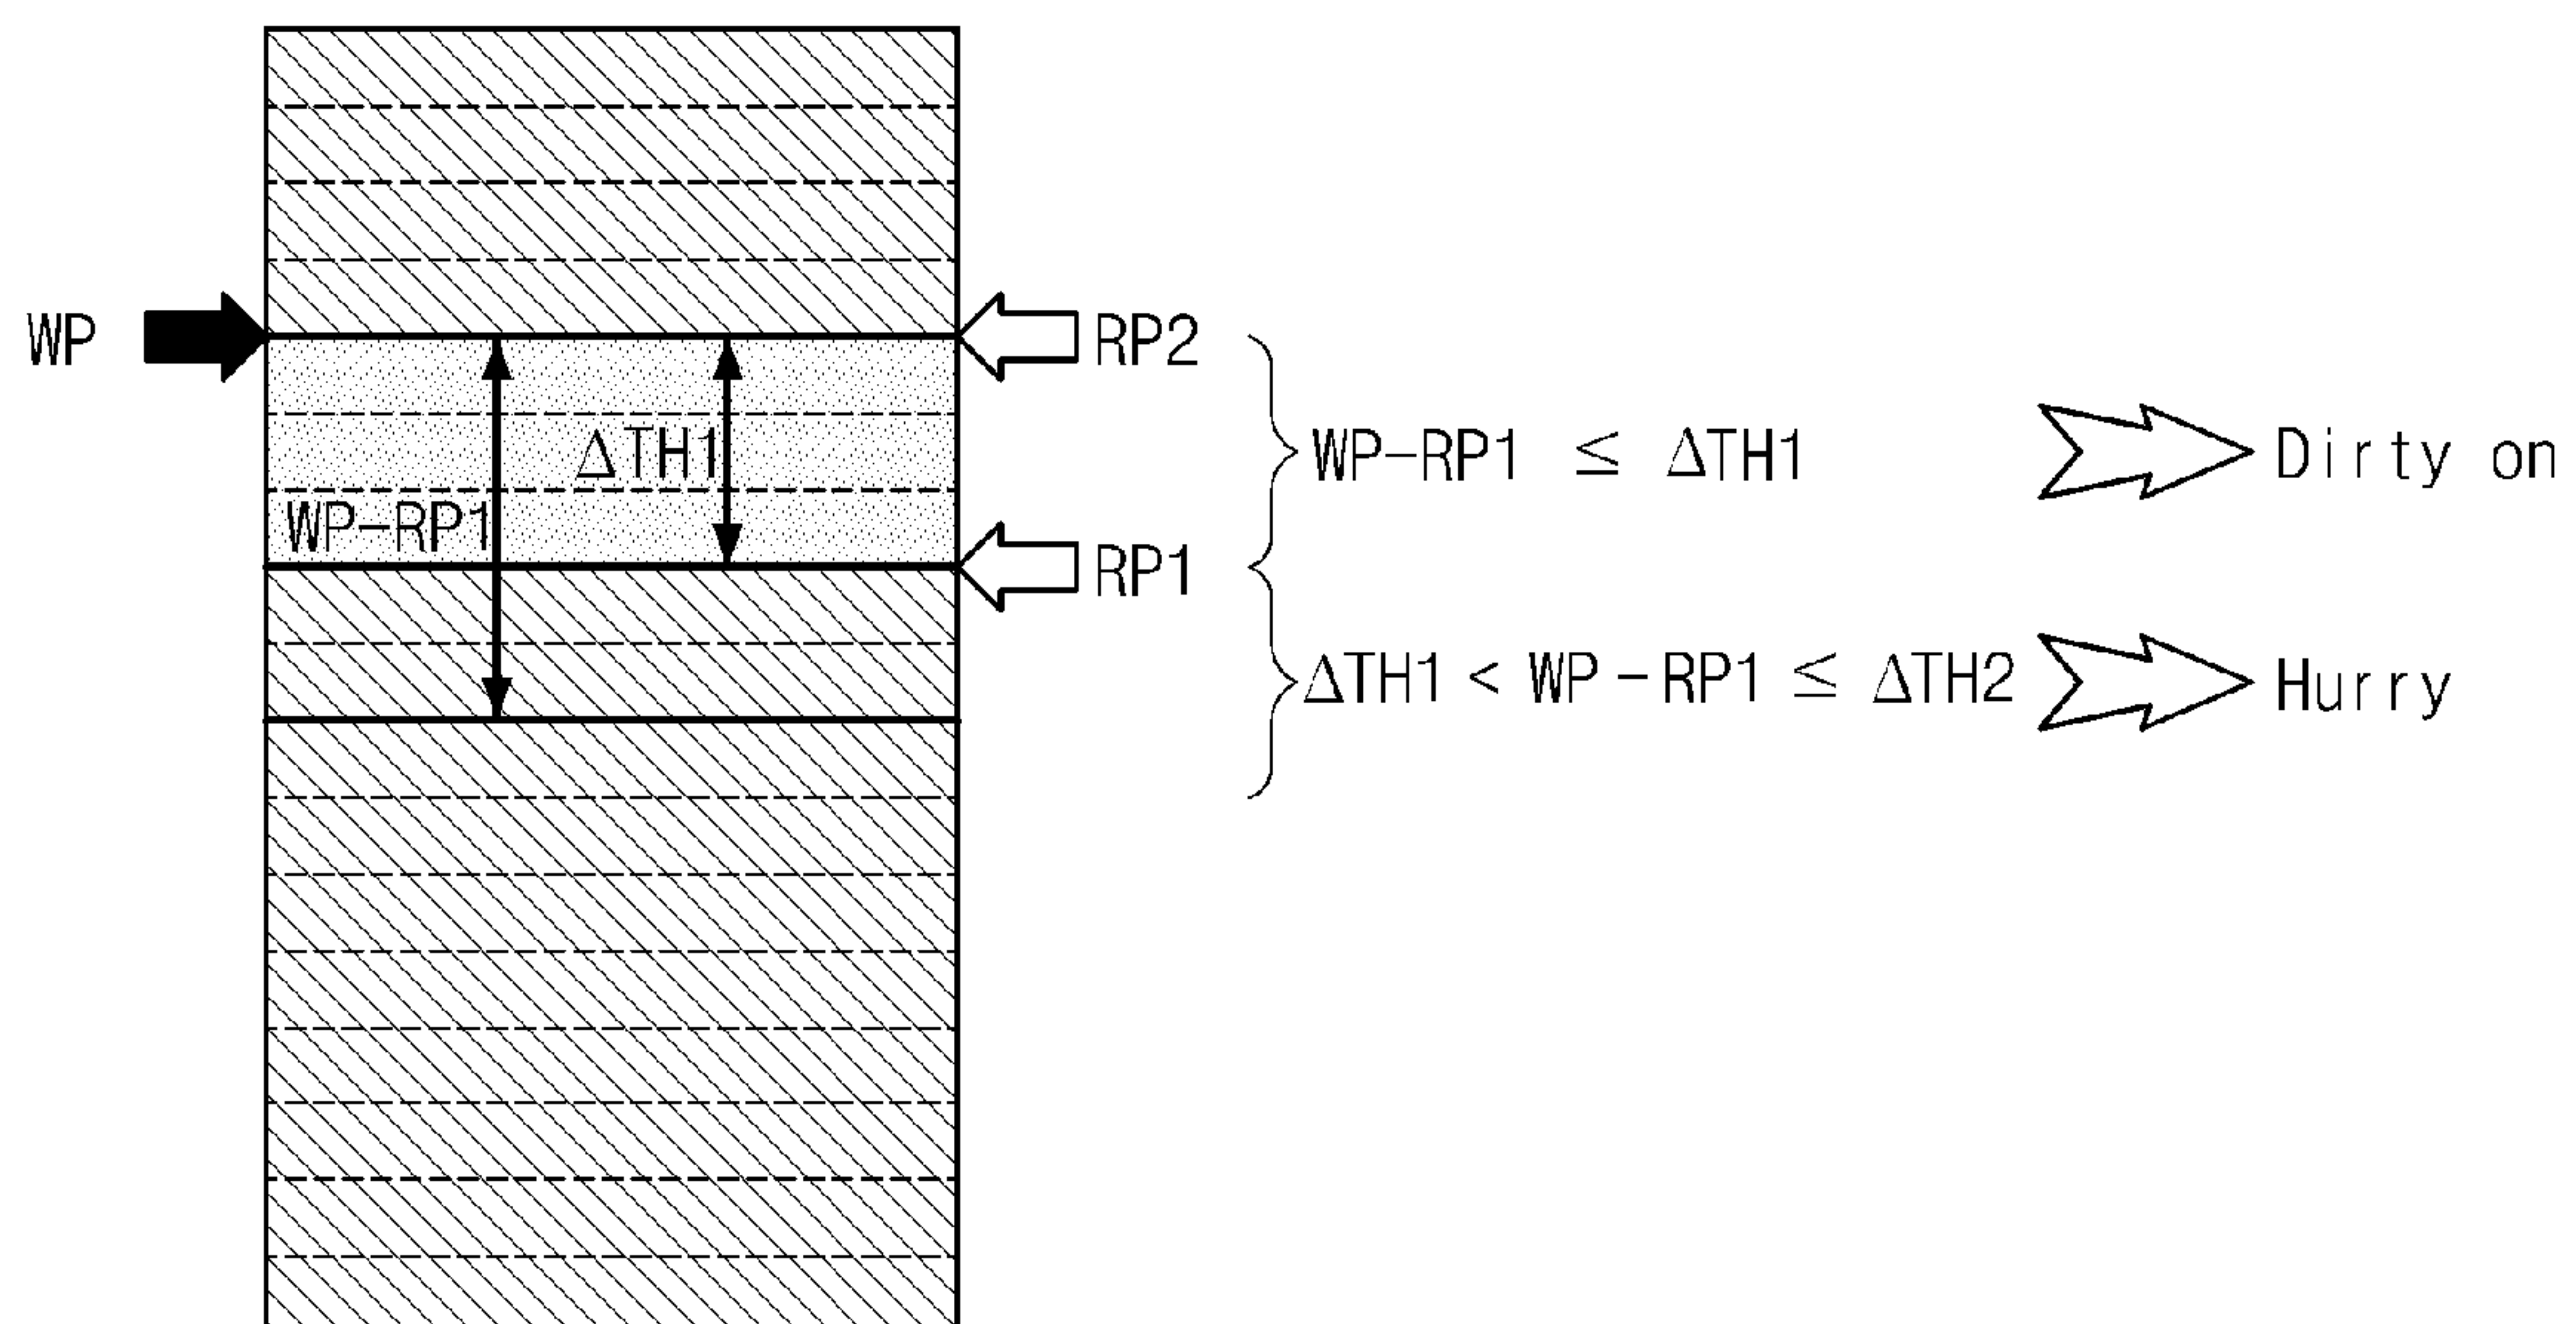 WP
RP2
ΔTH1
WP-RP1 ≤ ΔTH1
Dirty on
WP-RP1
RP1
ΔTH1 < WP-RP1 ≤ ΔTH2
Hurry